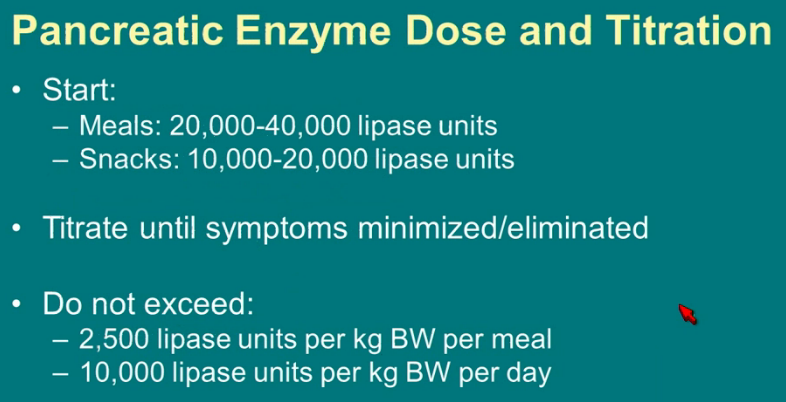 Pancreatic Enzyme Dose and Titration
• Start:
– Meals: 20,000-40,000 lipase units
– Snacks: 10,000-20,000 lipase units
• Titrate until symptoms minimized/eliminated
• Do not exceed:
– 2,500 lipase units per kg BW per meal
– 10,000 lipase units per kg BW per day